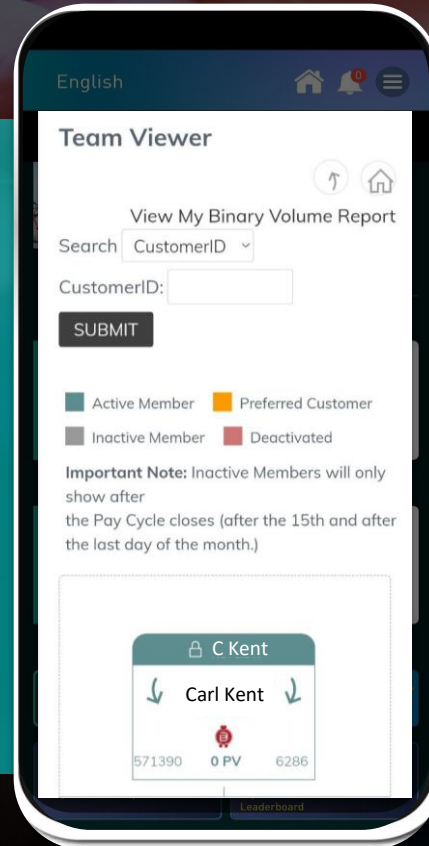 English
0
Team Viewer
View My Binary Volume Report
Search CustomerID
CustomerID:
SUBMIT
Active Member Preferred Customer
Inactive Member Deactivated
Important Note: Inactive Members will only
show after
the Pay Cycle closes (after the 15th and after
the last day of the month.)
C Kent
Carl Kent
571390 0 PV 6286
Leaderboard